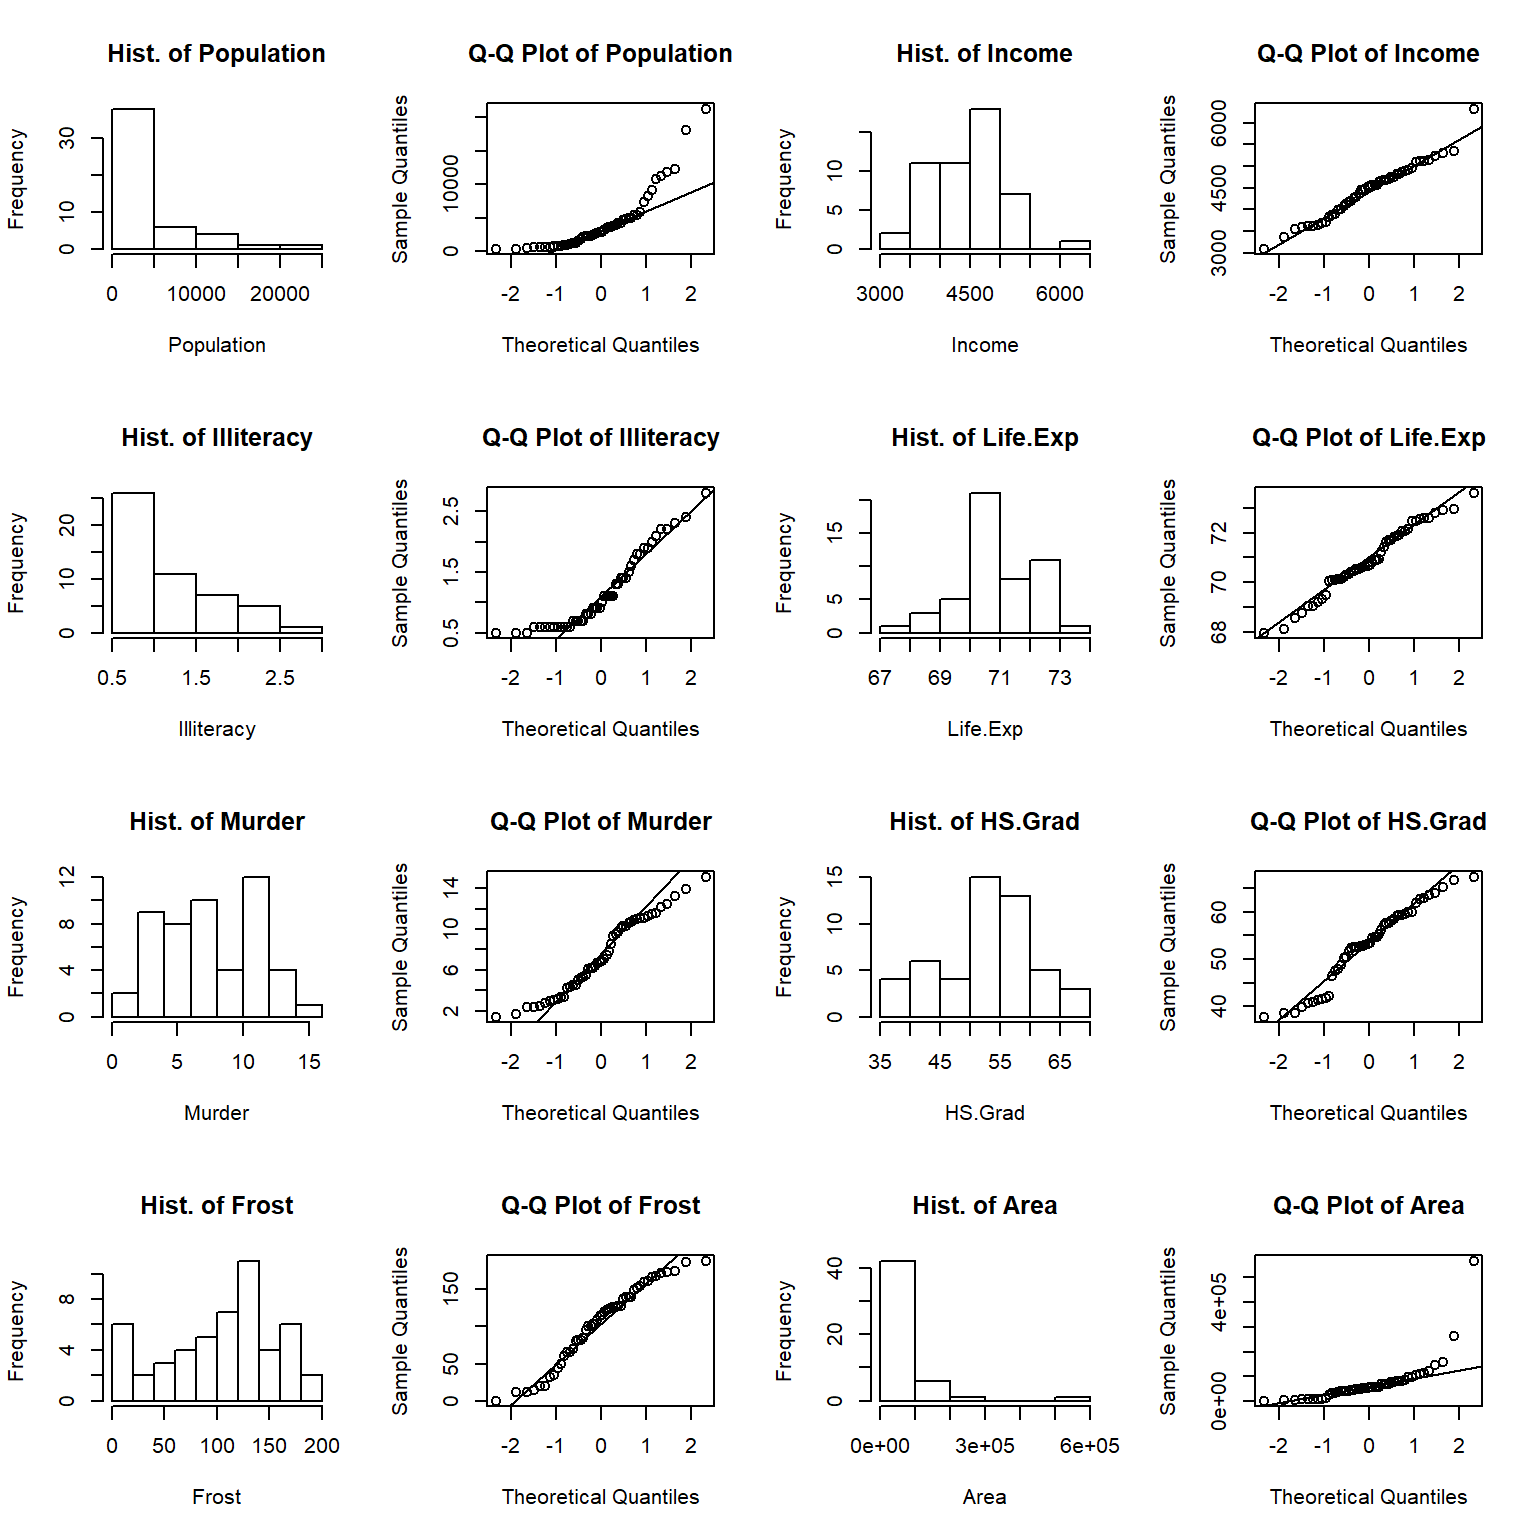 Hist. of Population
Frequency
0 10 30
0 10000 20000
Population
Q-Q Plot of Population
Sample Quantiles
0 10000
-2 -1 0 1 2
Theoretical Quantiles
Hist. of Income
Frequency
0 5 10
3000 4500 6000
Income
Q-Q Plot of Income
Sample Quantiles
3000 4500 6000
-2 -1 0 1 2
Theoretical Quantiles
Hist. of Illiteracy
Frequency
0 10 20
0.5 1.5 2.5
Illiteracy
Q-Q Plot of Illiteracy
Sample Quantiles
0.5 1.5 2.5
-2 -1 0 1 2
Theoretical Quantiles
Hist. of Life.Exp
Frequency
0 5 15
67 69 71 73
Life.Exp
Q-Q Plot of Life.Exp
Sample Quantiles
68 70 72
-2 -1 0 1 2
Theoretical Quantiles
Hist. of Murder
Frequency
0 4 8 12
0 5 10 15
Murder
Q-Q Plot of Murder
Sample Quantiles
2 6 10 14
-2 -1 0 1 2
Theoretical Quantiles
Hist. of HS.Grad
Frequency
0 5 10 15
35 45 55 65
HS.Grad
Q-Q Plot of HS.Grad
Sample Quantiles
40 50 60
-2 -1 0 1 2
Theoretical Quantiles
Hist. of Frost
Frequency
0 4 8
0 50 100 150 200
Frost
Q-Q Plot of Frost
Sample Quantiles
0 50 150
-2 -1 0 1 2
Theoretical Quantiles
Hist. of Area
Frequency
0 20 40
0e+00 3e+05 6e+05
Area
Q-Q Plot of Area
Sample Quantiles
0e+00 4e+05
-2 -1 0 1 2
Theoretical Quantiles